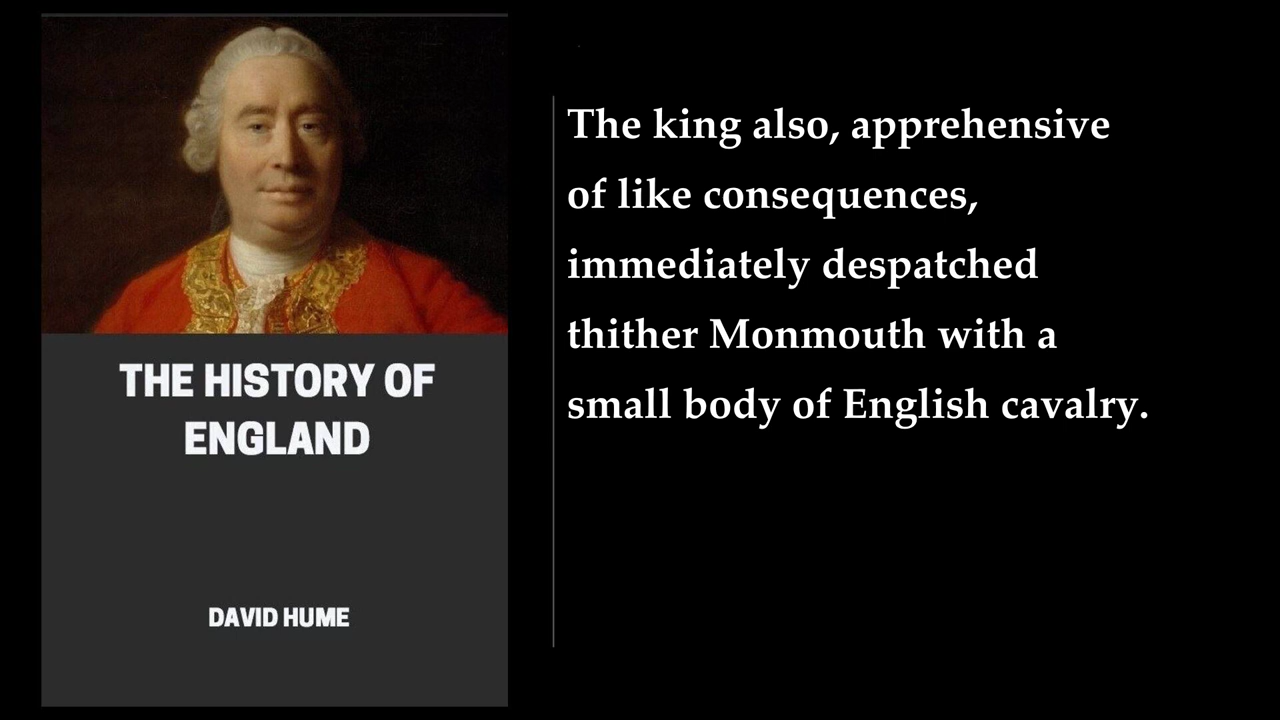 THE HISTORY OF
ENGLAND
DAVID HUME
The king also, apprehensive
of like consequences,
immediately despatched
thither Monmouth with a
small body of English cavalry.